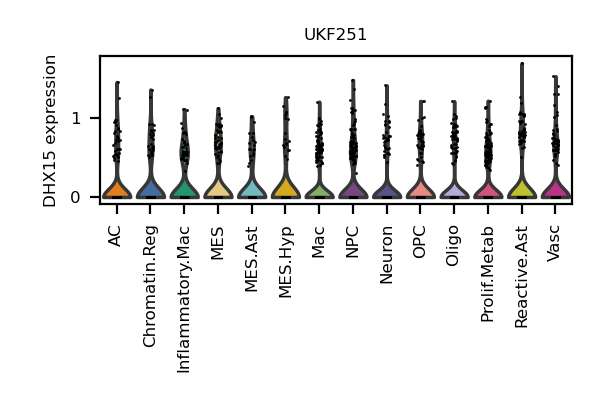 UKF251
DHX15 expression
1
0
AC
Chromatin.Reg
Inflammatory.Mac
MES
MES.Ast
MES.Hyp
Mac
NPC
Neuron
OPC
Oligo
Prolif.Metab
Reactive.Ast
Vasc